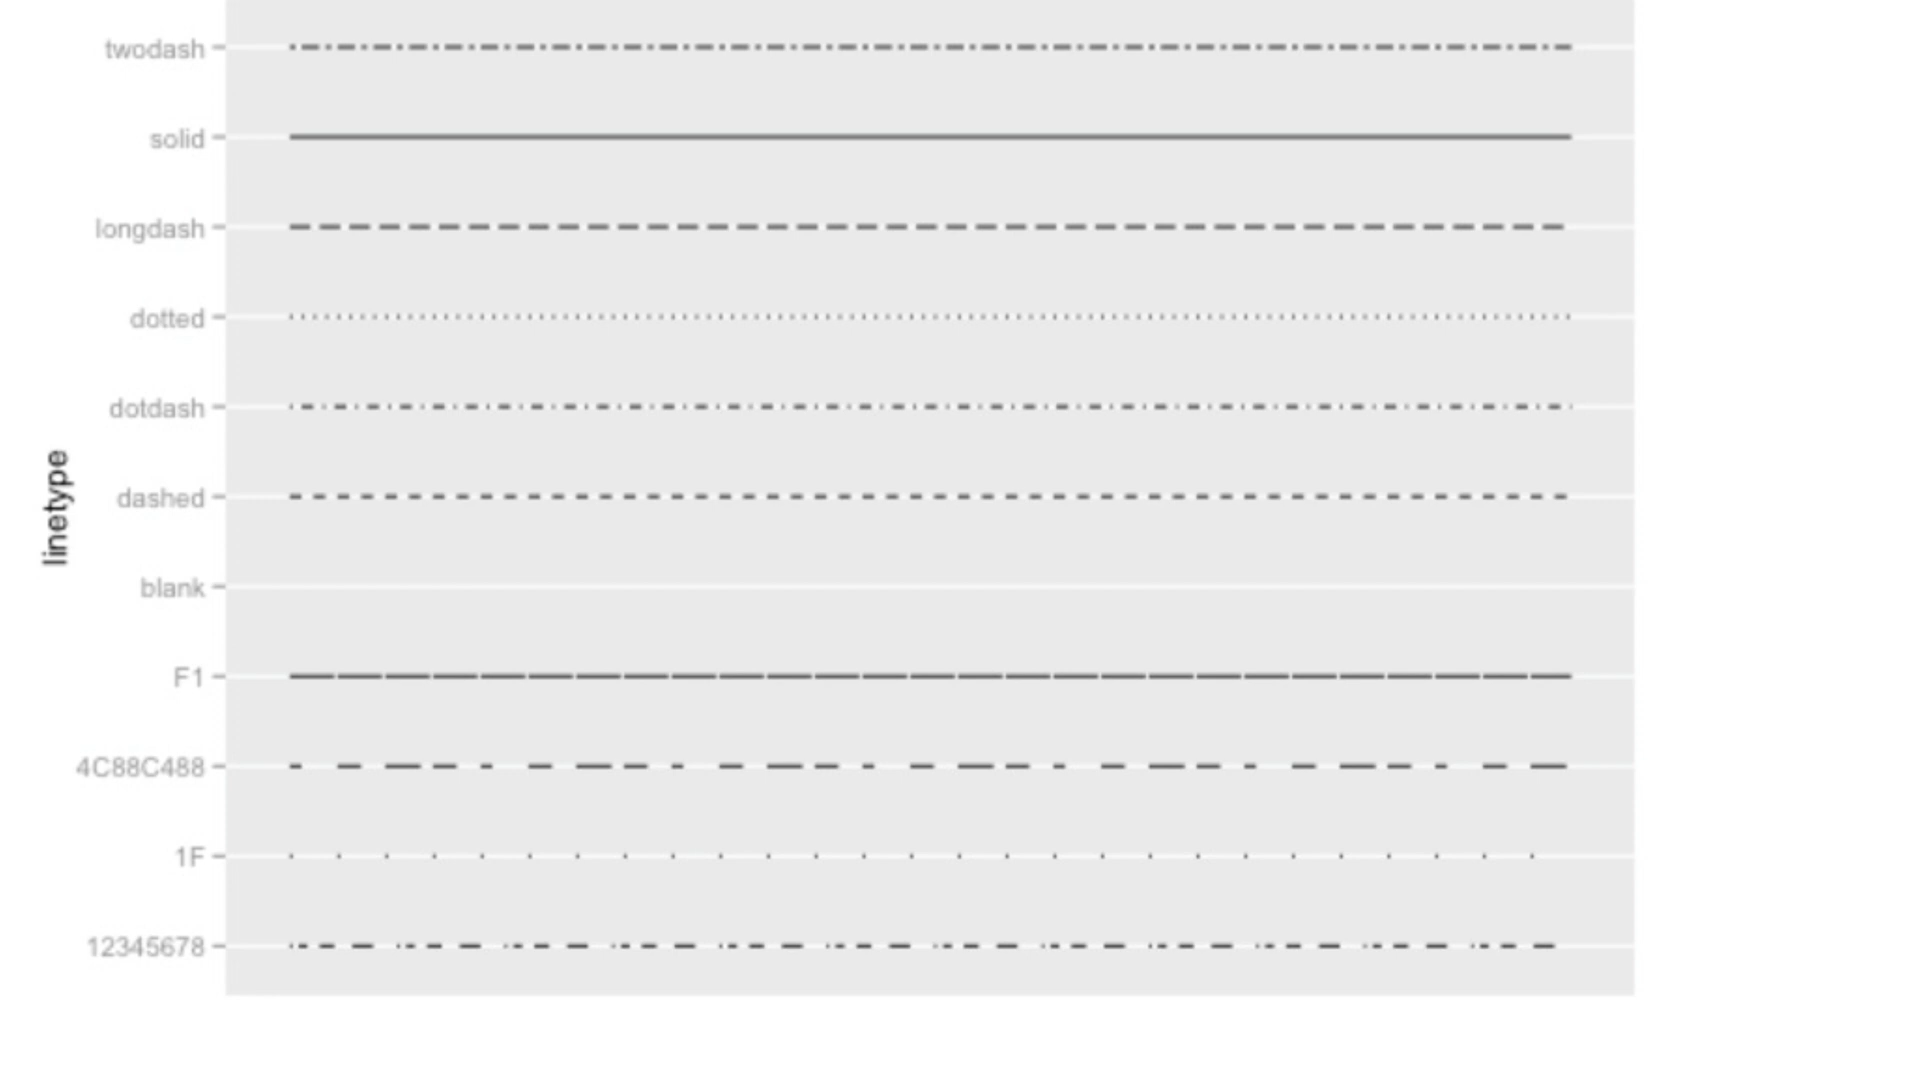 twodash
solid
longdash
dotted
dotdash
dashed
linetype
blank
F1
4C88C488
1F
12345678